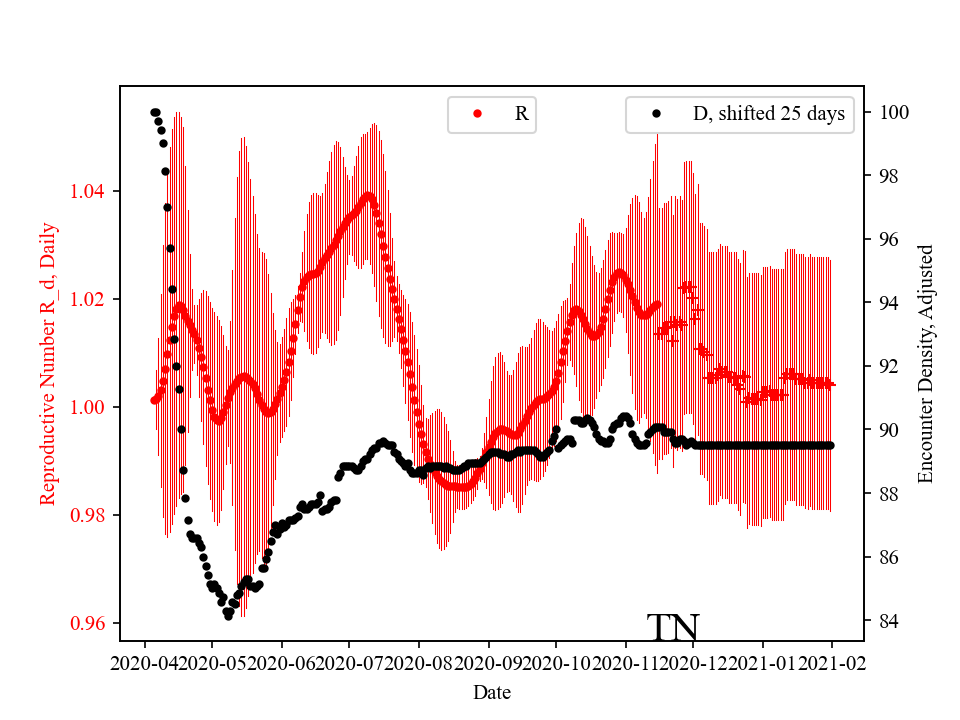 R
D, shifted 25 days
Reproductive Number R_d, Daily
1.04
1.02
1.00
0.98
0.96
100
98
96
94
92
90
88
86
84
Encounter Density, Adjusted
TN
2020-04 2020-05 2020-06 2020-07 2020-08 2020-09 2020-10 2020-11 2020-12 2021-01 2021-02
Date